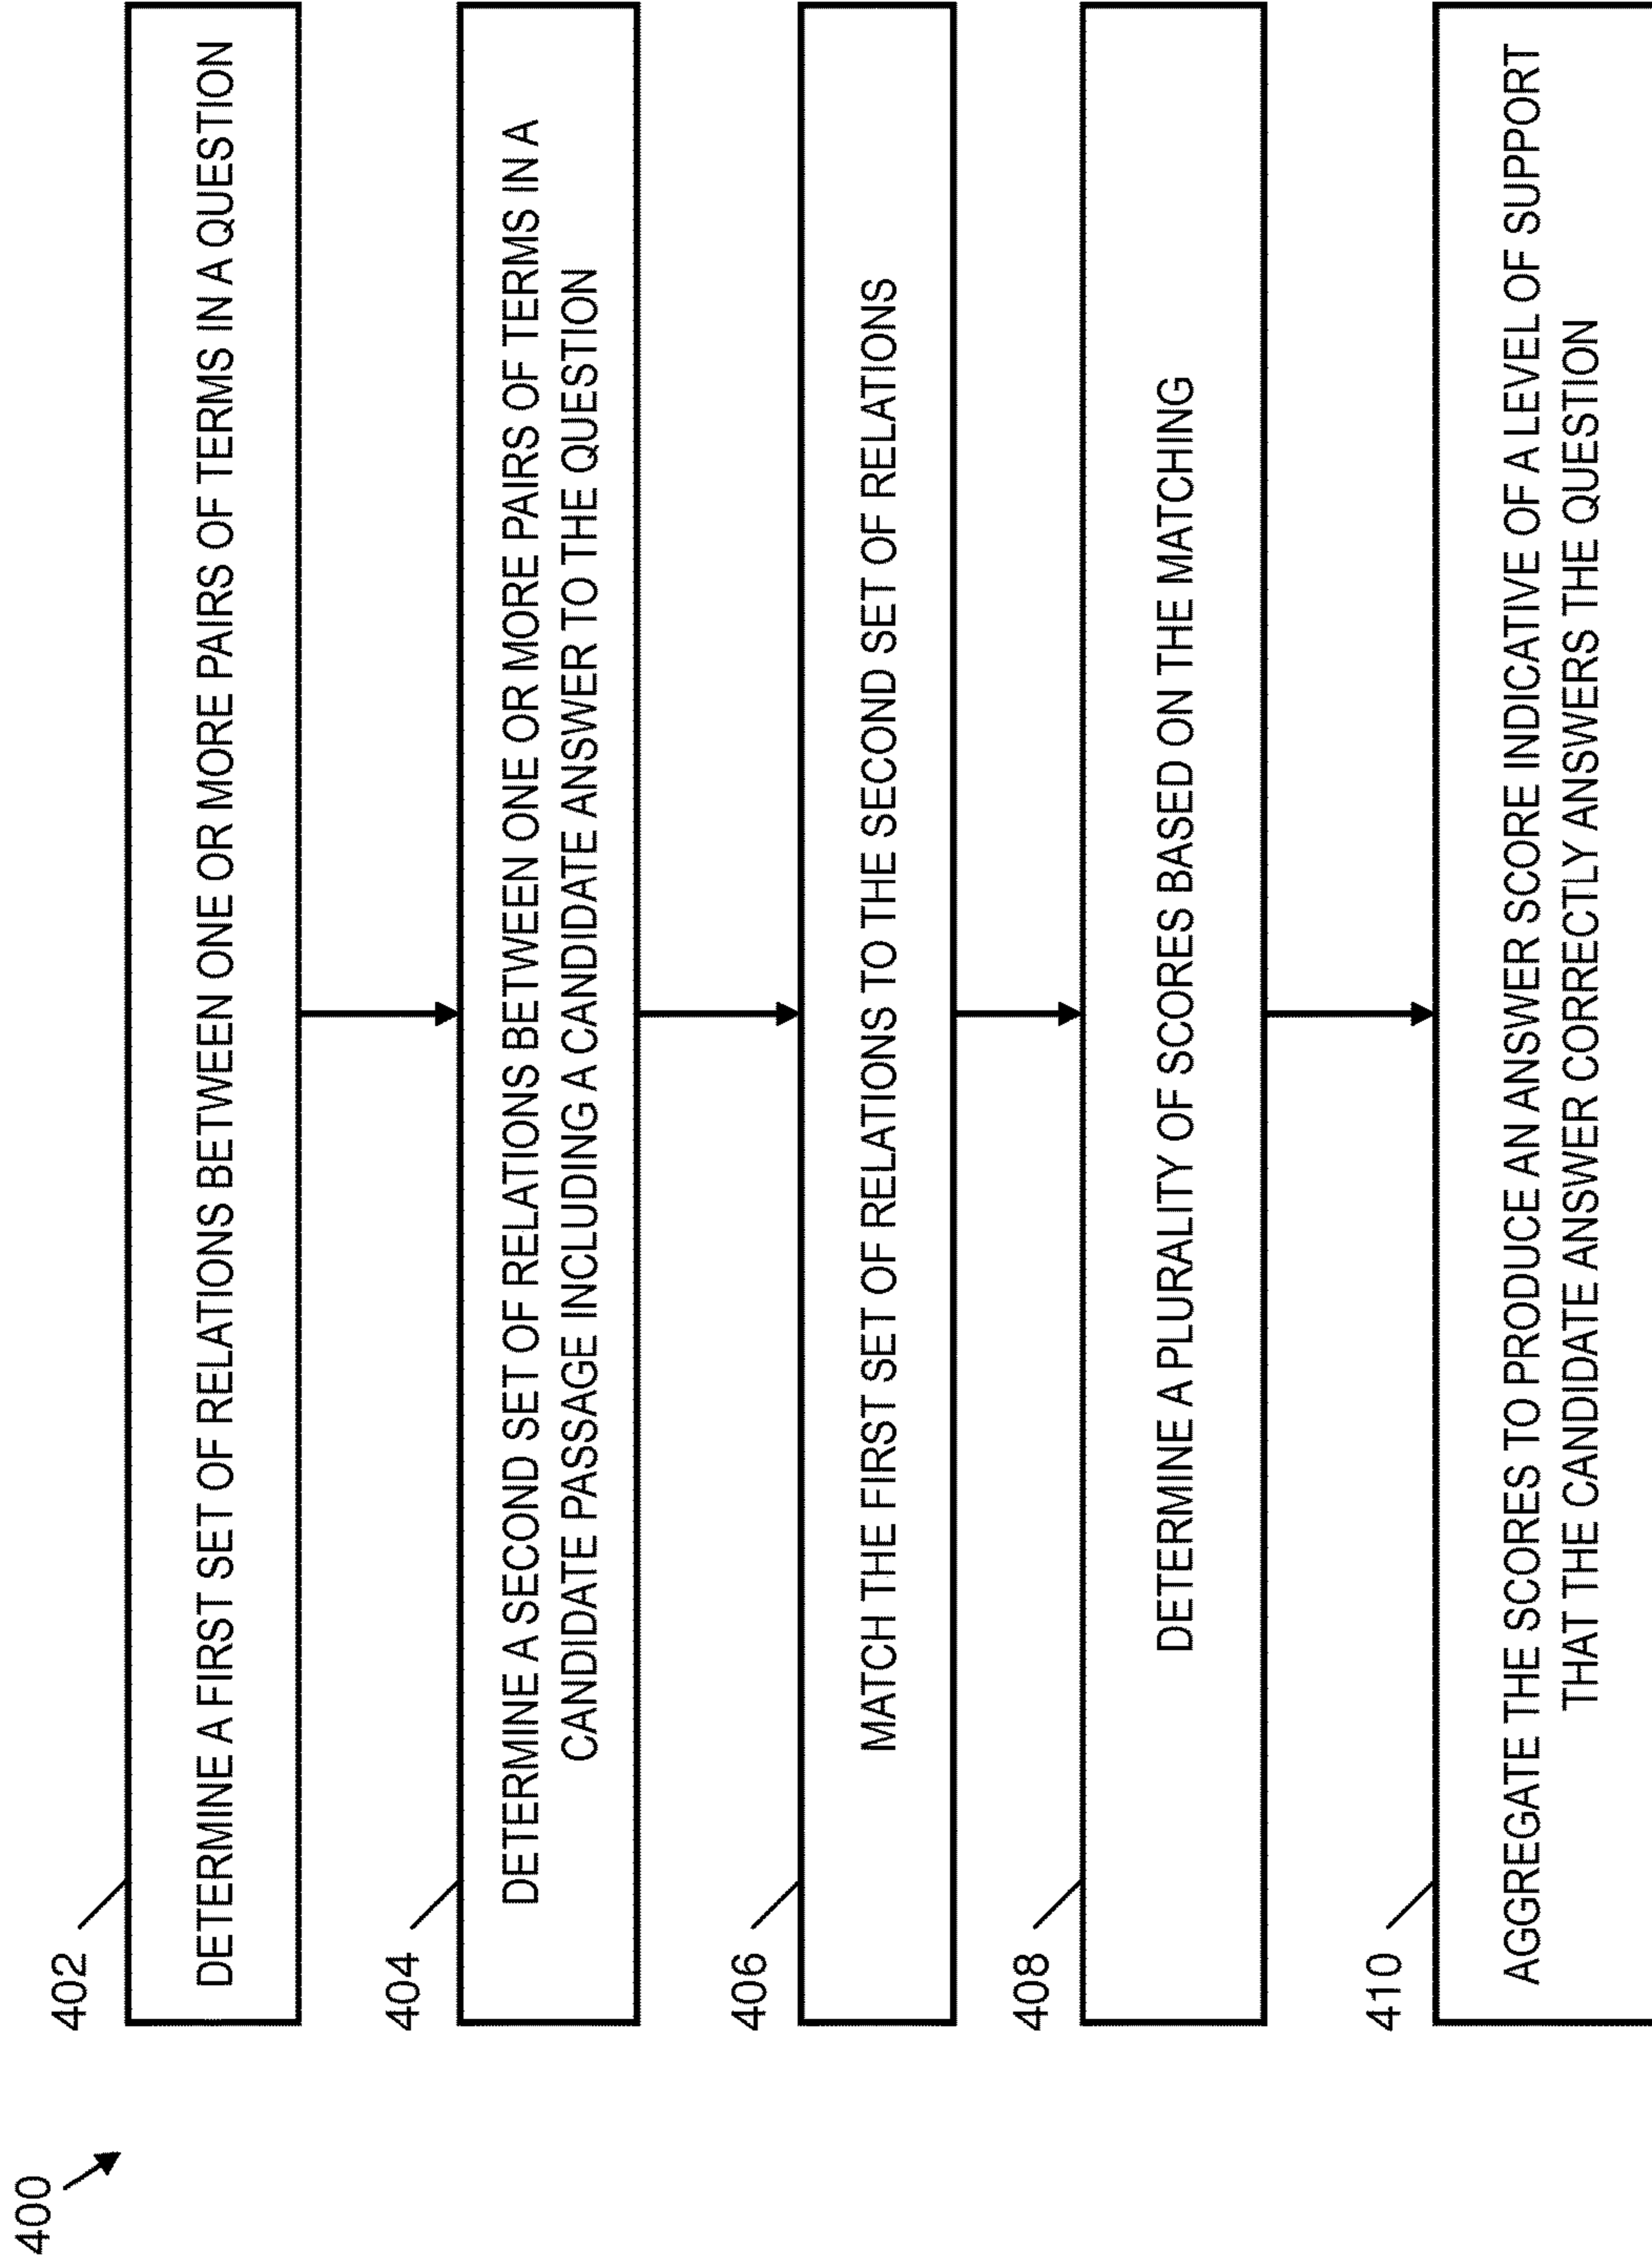 400
402
DETERMINE A FIRST SET OF RELATIONS BETWEEN ONE OR MORE PAIRS OF TERMS IN A QUESTION
404
DETERMINE A SECOND SET OF RELATIONS BETWEEN ONE OR MORE PAIRS OF TERMS IN A
CANDIDATE PASSAGE INCLUDING A CANDIDATE ANSWER TO THE QUESTION
406
MATCH THE FIRST SET OF RELATIONS TO THE SECOND SET OF RELATIONS
408
DETERMINE A PLURALITY OF SCORES BASED ON THE MATCHING
410
AGGREGATE THE SCORES TO PRODUCE AN ANSWER SCORE INDICATIVE OF A LEVEL OF SUPPORT
THAT THE CANDIDATE ANSWER CORRECTLY ANSWERS THE QUESTION